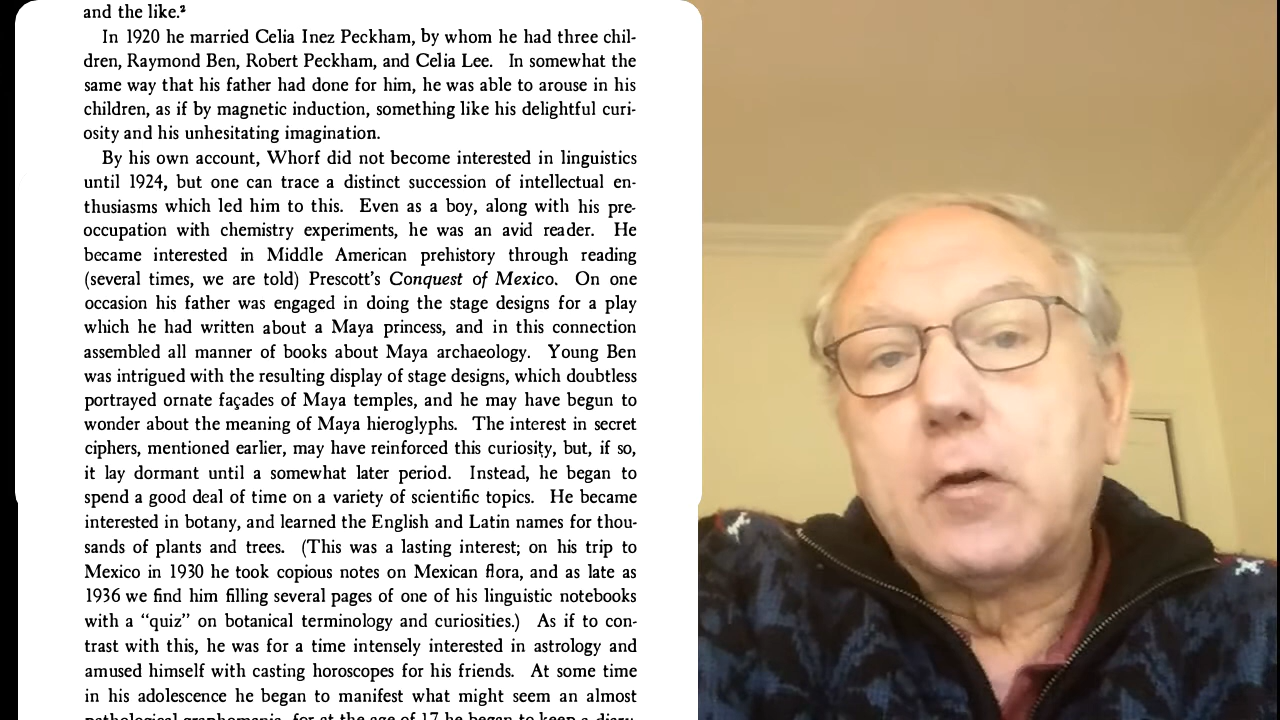 and the like.²
In 1920 he married Celia Inez Peckham, by whom he had three chil-
dren, Raymond Ben, Robert Peckham, and Celia Lee. In somewhat the
same way that his father had done for him, he was able to arouse in his
children, as if by magnetic induction, something like his delightful curi-
osity and his unhesitating imagination.
By his own account, Whorf did not become interested in linguistics
until 1924, but one can trace a distinct succession of intellectual en-
thusiasms which led him to this. Even as a boy, along with his pre-
occupation with chemistry experiments, he was an avid reader. He
became interested in Middle American prehistory through reading
(several times, we are told) Prescott's Conquest of Mexico. On one
occasion his father was engaged in doing the stage designs for a play
which he had written about a Maya princess, and in this connection
assembled all manner of books about Maya archaeology. Young Ben
was intrigued with the resulting display of stage designs, which doubtless
portrayed ornate façades of Maya temples, and he may have begun to
wonder about the meaning of Maya hieroglyphs. The interest in secret
ciphers, mentioned earlier, may have reinforced this curiosity, but, if so,
it lay dormant until a somewhat later period. Instead, he began to
spend a good deal of time on a variety of scientific topics. He became
interested in botany, and learned the English and Latin names for thou-
sands of plants and trees. (This was a lasting interest; on his trip to
Mexico in 1930 he took copious notes on Mexican flora, and as late as
1936 we find him filling several pages of one of his linguistic notebooks
with a “quiz” on botanical terminology and curiosities.) As if to con-
trast with this, he was for a time intensely interested in astrology and
amused himself with casting horoscopes for his friends. At some time
in his adolescence he began to manifest what might seem an almost
pathological graphomania, for at the age of 17 he began to keep a diary,